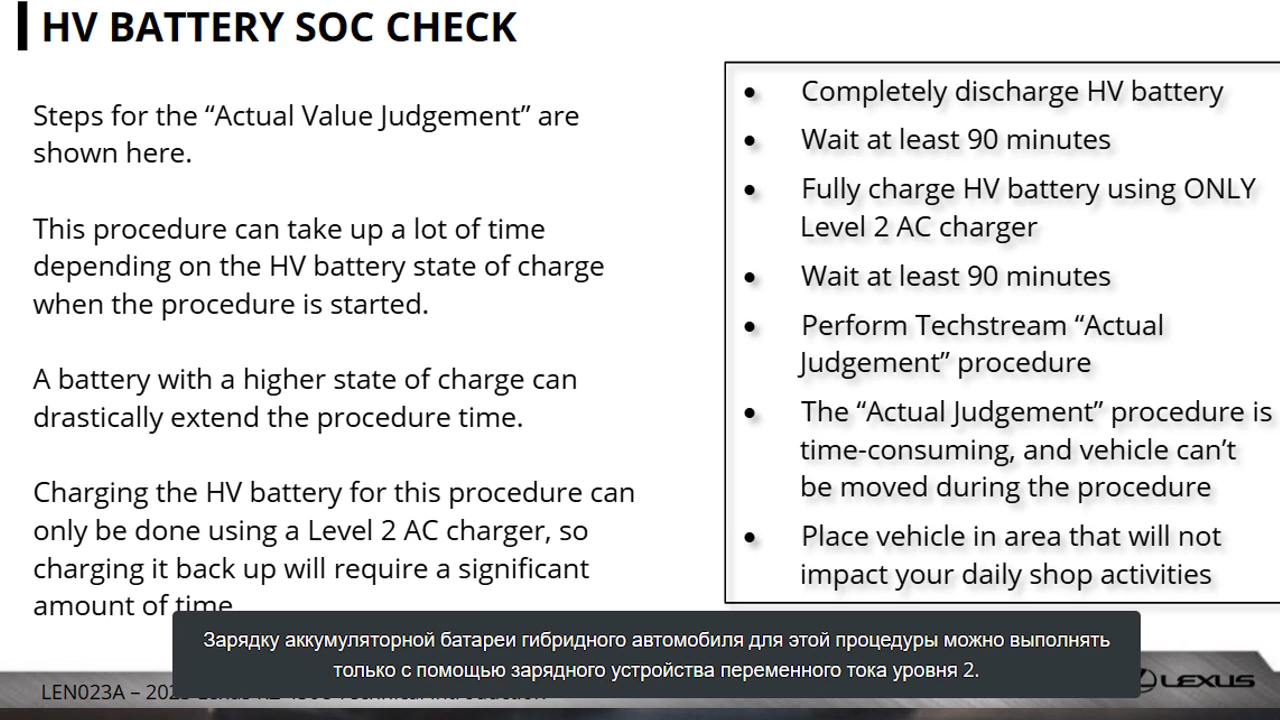 HV BATTERY SOC CHECK
Steps for the “Actual Value Judgement” are
shown here.
This procedure can take up a lot of time
depending on the HV battery state of charge
when the procedure is started.
A battery with a higher state of charge can
drastically extend the procedure time.
Charging the HV battery for this procedure can
only be done using a Level 2 AC charger, so
charging it back up will require a significant
amount of time
• Completely discharge HV battery
• Wait at least 90 minutes
• Fully charge HV battery using ONLY
Level 2 AC charger
• Wait at least 90 minutes
• Perform Techstream “Actual
Judgement” procedure
• The “Actual Judgement” procedure is
time-consuming, and vehicle can’t
be moved during the procedure
• Place vehicle in area that will not
impact your daily shop activities
Зарядку аккумуляторной батареи гибридного автомобиля для этой процедуры можно выполнять
только с помощью зарядного устройства переменного тока уровня 2.
LEN023A –
LEXUS